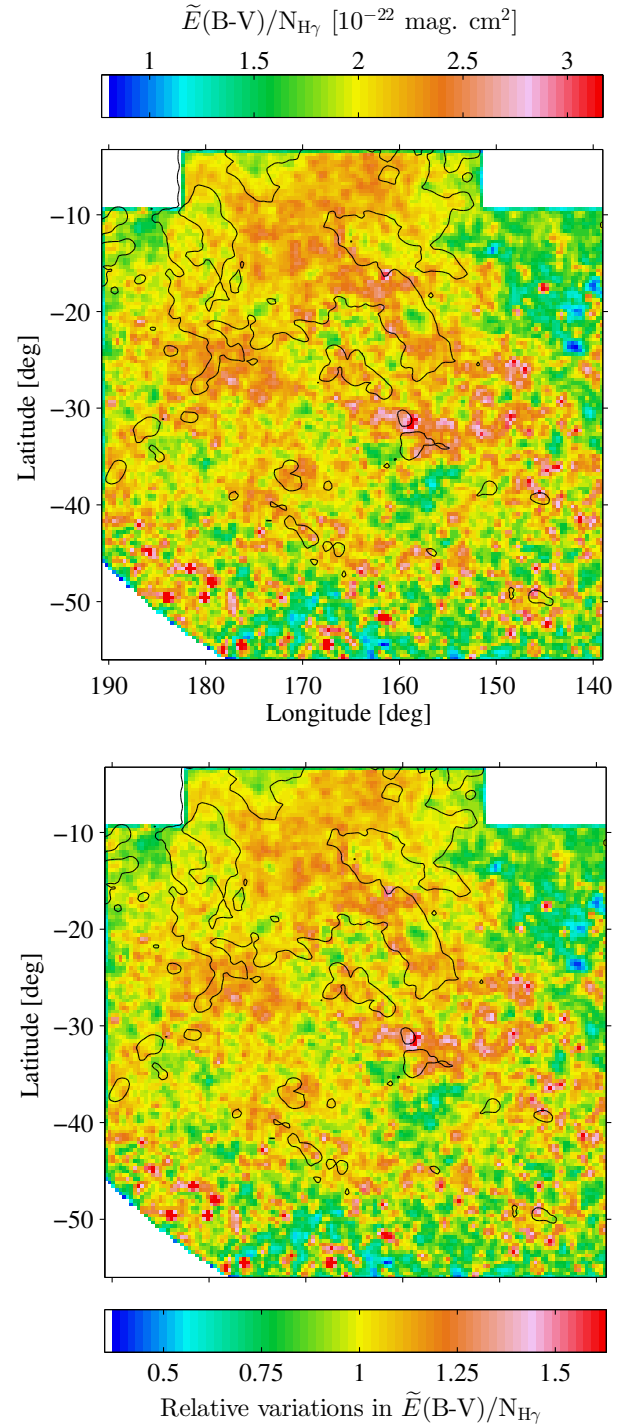 Ẽ(B-V)/N_Hγ [10⁻²² mag. cm²]
1 1.5 2 2.5 3
−10
−20
−30
−40
−50
Latitude [deg]
190 180 170 160 150 140
Longitude [deg]
−10
−20
−30
−40
−50
Latitude [deg]
0.5 0.75 1 1.25 1.5
Relative variations in Ẽ(B-V)/N_Hγ